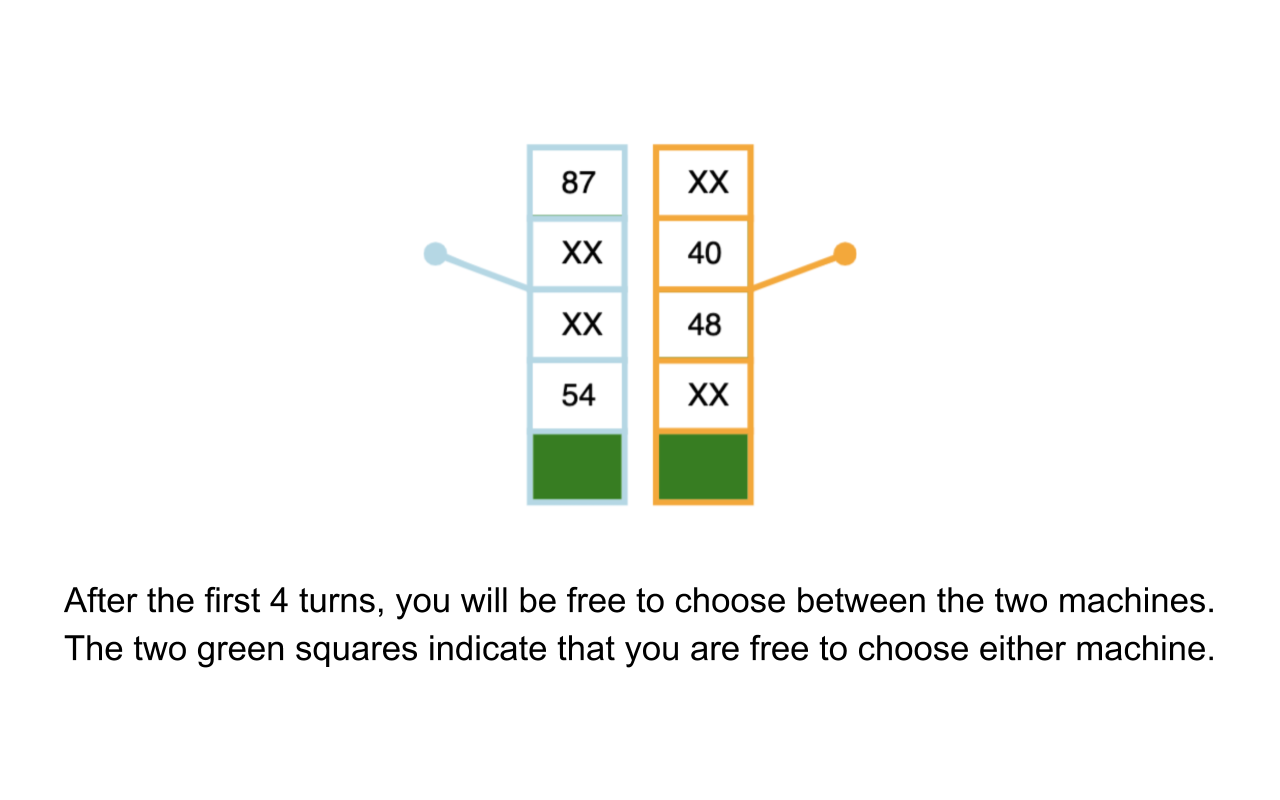 87 XX
XX 40
XX 48
54 XX
After the first 4 turns, you will be free to choose between the two machines.
The two green squares indicate that you are free to choose either machine.